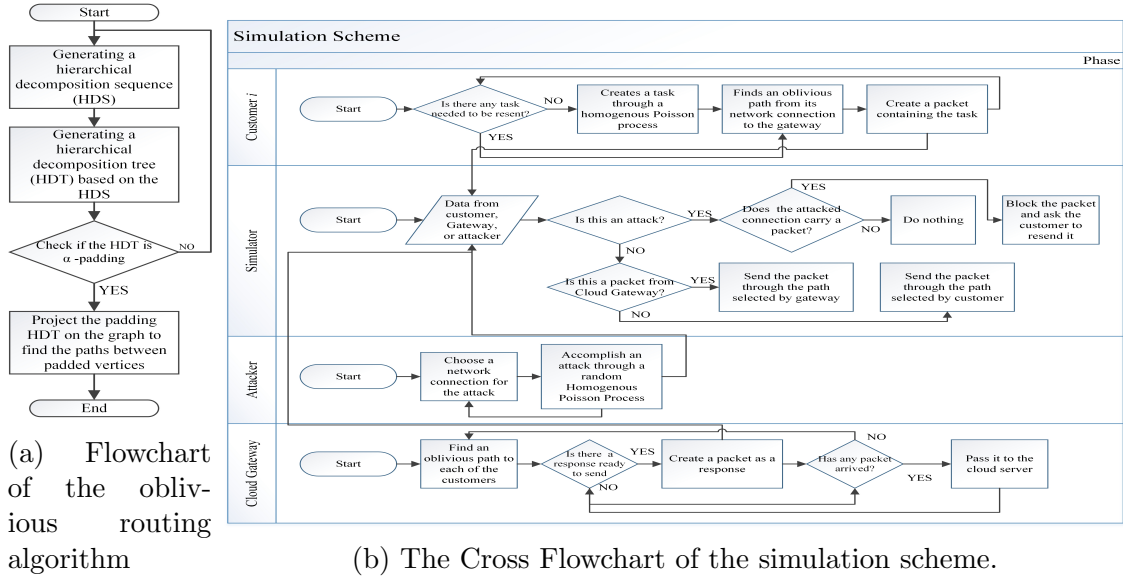 Start
Generating a
hierarchical
decomposition sequence
(HDS)
Generating a
hierarchical
decomposition tree
(HDT) based on the
HDS
Check if the HDT is
α -padding
NO
YES
Project the padding
HDT on the graph to
find the paths between
padded vertices
End
(a) Flowchart
of the obliv-
ious routing
algorithm
Simulation Scheme
Phase
Customer i
Start
Is there any task
needed to be resent?
NO
YES
Creates a task
through a
homogenous Poisson
process
Finds an oblivious
path from its
network connection
to the gateway
Create a packet
containing the task
Simulator
Start
Data from
customer,
Gateway,
or attacker
Is this an attack?
YES
NO
Does the attacked
connection carry a
packet?
YES
NO
Do nothing
Block the packet
and ask the
customer to
resend it
Is this a packet from
Cloud Gateway?
YES
NO
Send the packet
through the path
selected by gateway
Send the packet
through the path
selected by customer
Attacker
Start
Choose a
network
connection for
the attack
Accomplish an
attack through a
random
Homogenous
Poisson Process
Cloud Gateway
Start
Find an
oblivious path to
each of the
customers
Is there a
response ready to
send
YES
NO
Create a packet as a
response
Has any packet
arrived?
NO
YES
Pass it to the
cloud server
(b) The Cross Flowchart of the simulation scheme.